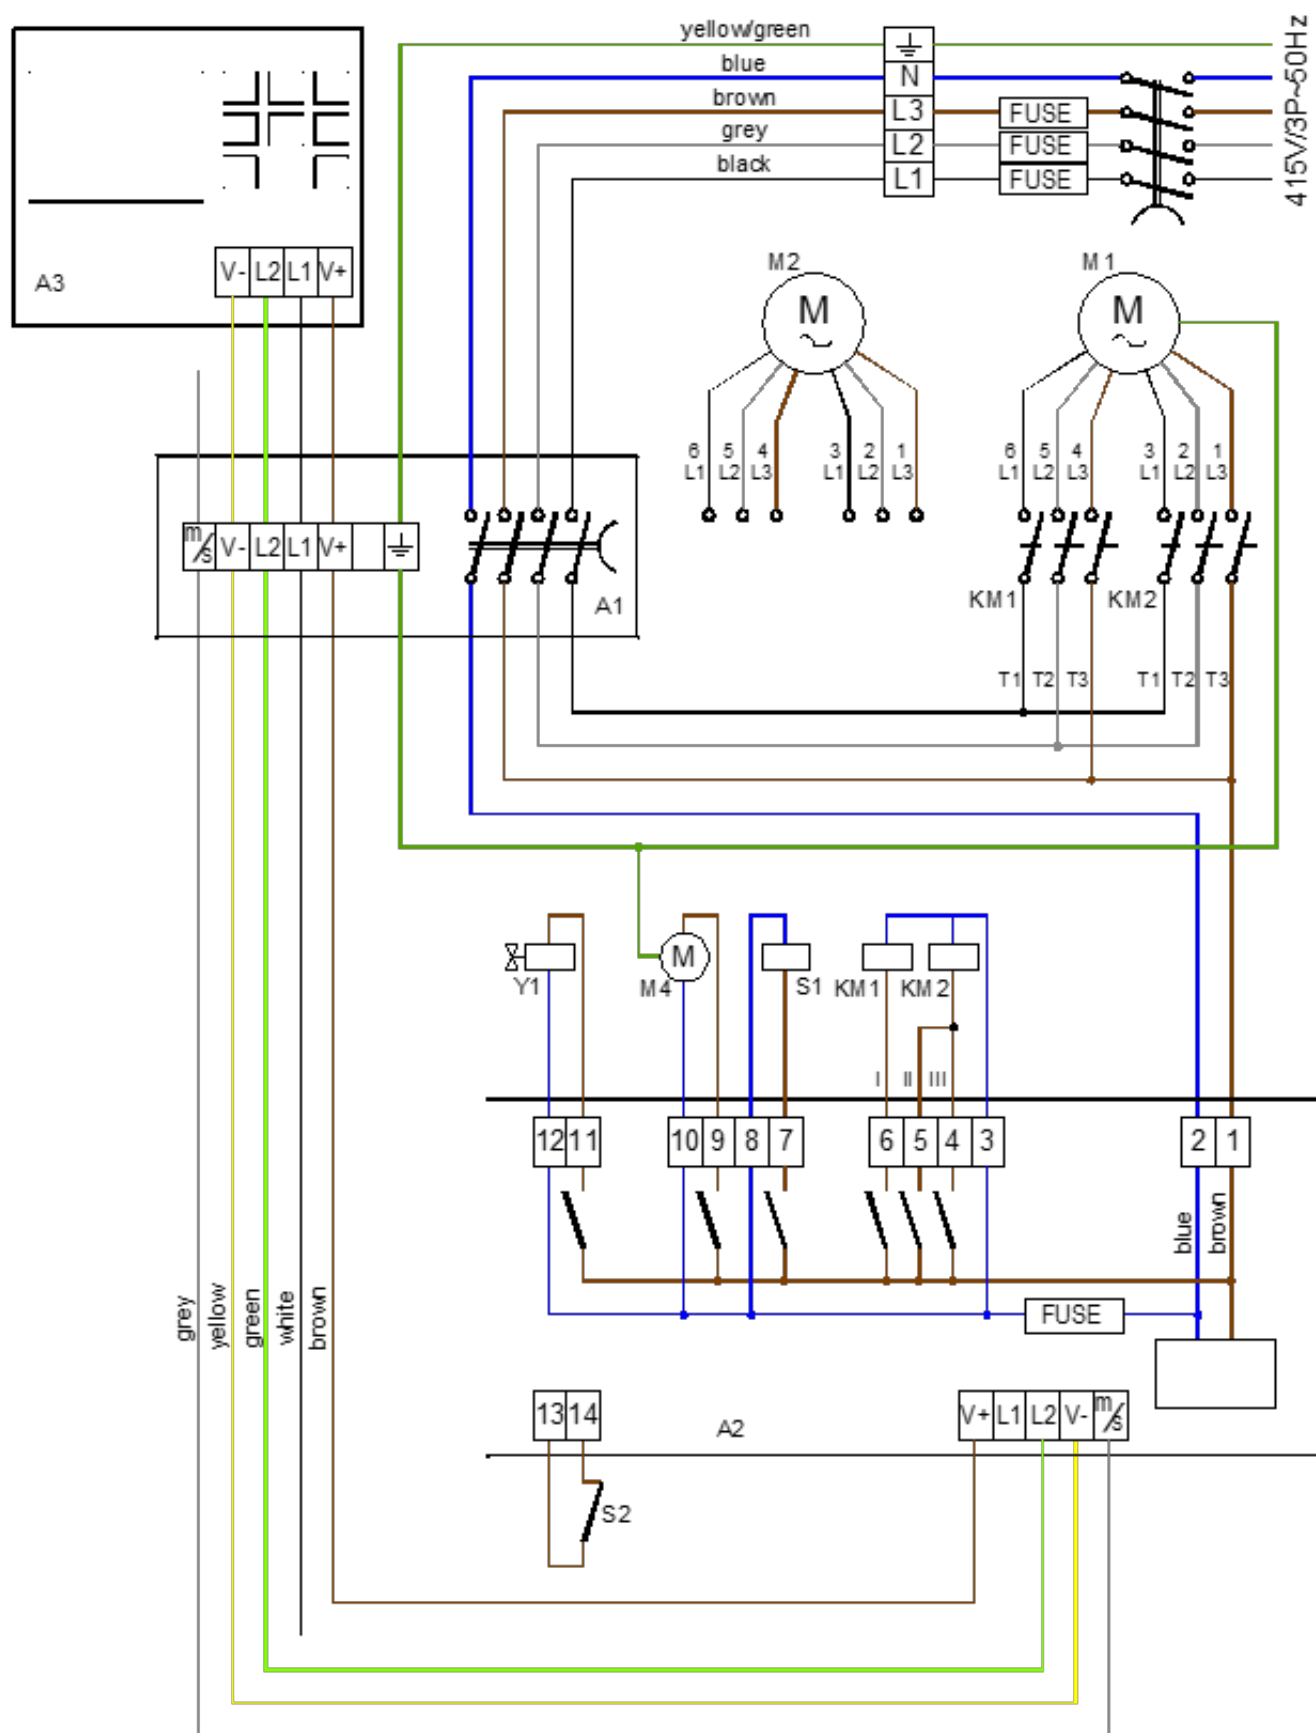 yellow/green
blue
N
brown
L3
FUSE
grey
L2
FUSE
black
L1
FUSE
415V/3P~50Hz
A3
V- L2 L1 V+
M2
M
M1
M
6 5 4 3 2 1
L1 L2 L3 L1 L2 L3
6 5 4 3 2 1
L1 L2 L3 L1 L2 L3
m/s V- L2 L1 V+
A1
KM1
KM2
T1 T2 T3 T1 T2 T3
Y1
M
M4
S1
KM1
KM2
I II III
12 11 10 9 8 7 6 5 4 3 2 1
blue
brown
grey
yellow
green
white
brown
FUSE
13 14
A2
V+ L1 L2 V- m/s
S2